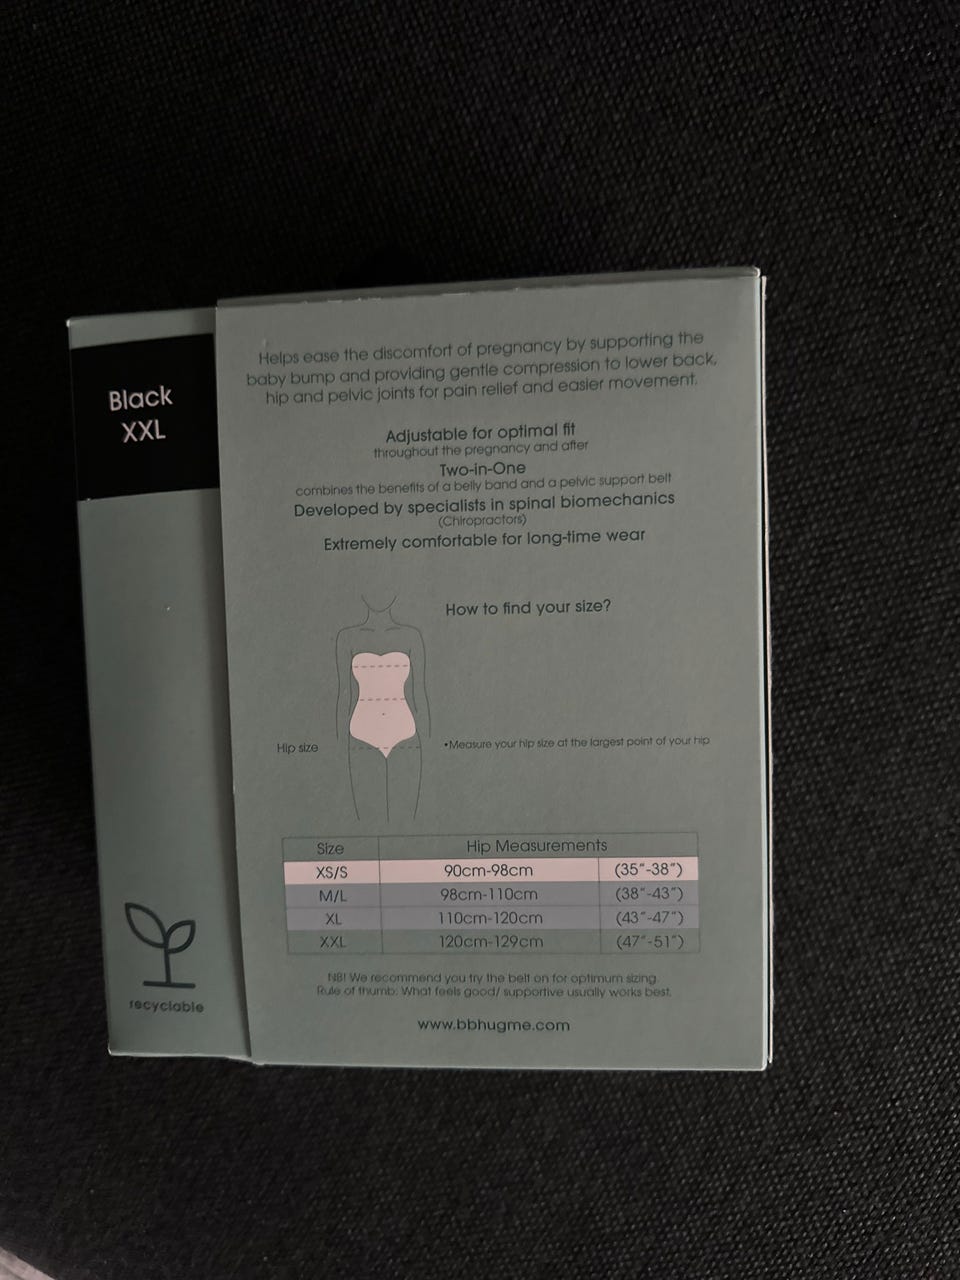 Black
XXL
recyclable
Helps ease the discomfort of pregnancy by supporting the
baby bump and providing gentle compression to lower back,
hip and pelvic joints for pain relief and easier movement.
Adjustable for optimal fit
throughout the pregnancy and after
Two-in-One
combines the benefits of a belly band and a pelvic support belt
Developed by specialists in spinal biomechanics
(Chiropractors)
Extremely comfortable for long-time wear
How to find your size?
Hip size •Measure your hip size at the largest point of your hip
Size Hip Measurements
XS/S 90cm-98cm (35"-38")
M/L 98cm-110cm (38"-43")
XL 110cm-120cm (43"-47")
XXL 120cm-129cm (47"-51")
NB! We recommend you try the belt on for optimum sizing.
Rule of thumb: What feels good/ supportive usually works best.
www.bbhugme.com